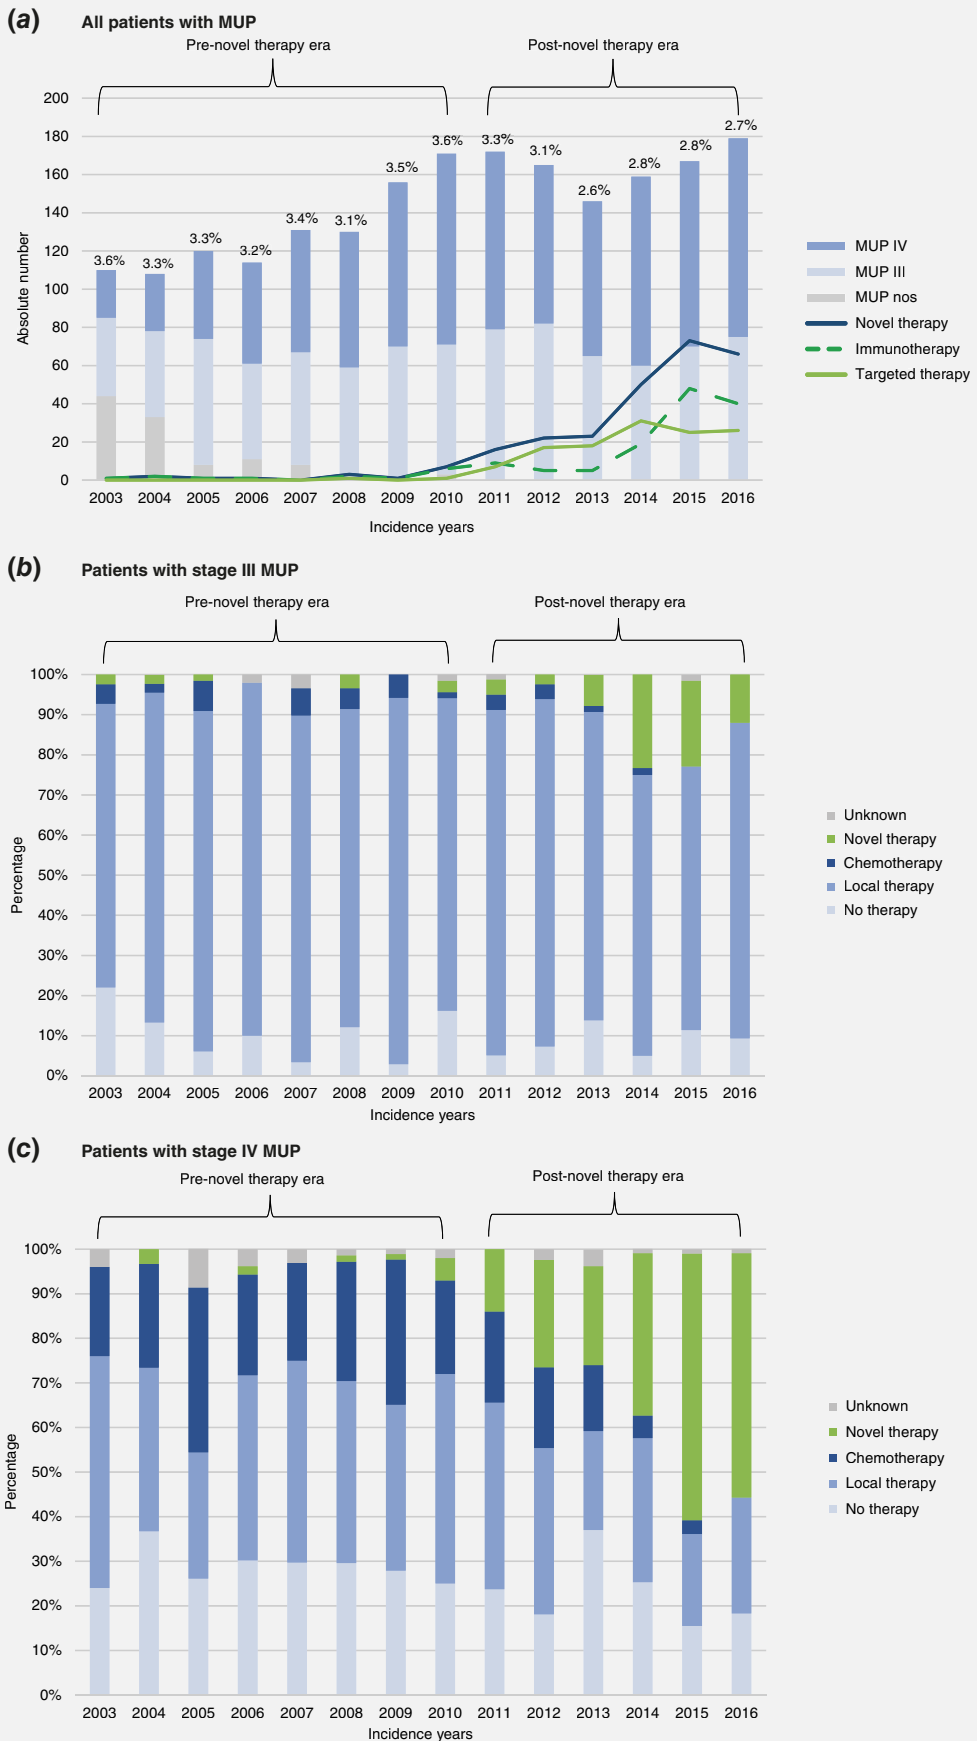 (a) All patients with MUP
Pre-novel therapy era Post-novel therapy era
200
180
160
140
120
100
80
60
40
20
0
Absolute number
3.6% 3.3% 3.3% 3.2% 3.4% 3.1% 3.5% 3.6% 3.3% 3.1% 2.6% 2.8% 2.8% 2.7%
2003 2004 2005 2006 2007 2008 2009 2010 2011 2012 2013 2014 2015 2016
Incidence years
MUP IV
MUP III
MUP nos
Novel therapy
Immunotherapy
Targeted therapy
(b) Patients with stage III MUP
Pre-novel therapy era Post-novel therapy era
100%
90%
80%
70%
60%
50%
40%
30%
20%
10%
0%
Percentage
2003 2004 2005 2006 2007 2008 2009 2010 2011 2012 2013 2014 2015 2016
Incidence years
Unknown
Novel therapy
Chemotherapy
Local therapy
No therapy
(c) Patients with stage IV MUP
Pre-novel therapy era Post-novel therapy era
100%
90%
80%
70%
60%
50%
40%
30%
20%
10%
0%
Percentage
2003 2004 2005 2006 2007 2008 2009 2010 2011 2012 2013 2014 2015 2016
Incidence years
Unknown
Novel therapy
Chemotherapy
Local therapy
No therapy